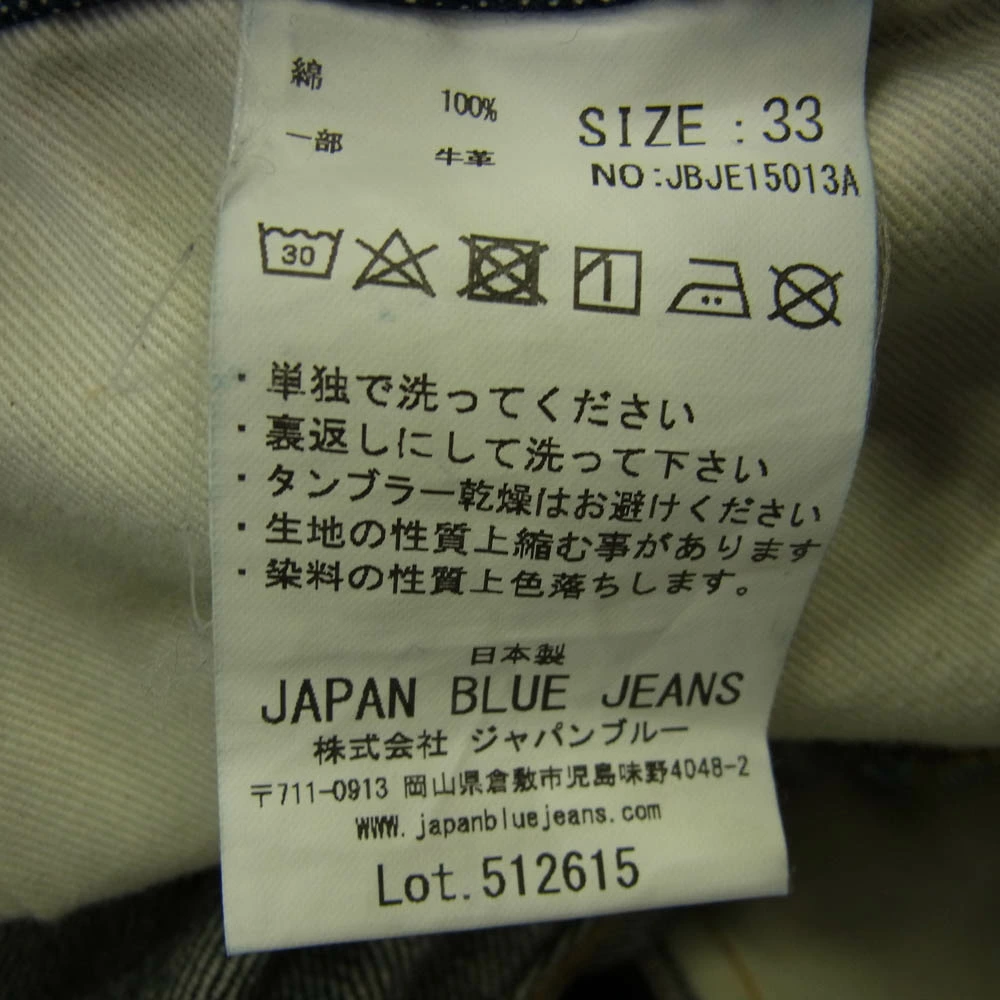 綿 100%
一部 牛革
SIZE : 33
NO:JBJE15013A
30
・単独で洗ってください
・裏返しにして洗って下さい
・タンブラー乾燥はお避けください
・生地の性質上縮む事があります
・染料の性質上色落ちします。
日本製
JAPAN BLUE JEANS
株式会社 ジャパンブルー
〒711-0913 岡山県倉敷市児島味野4048-2
www.japanbluejeans.com
Lot.512615